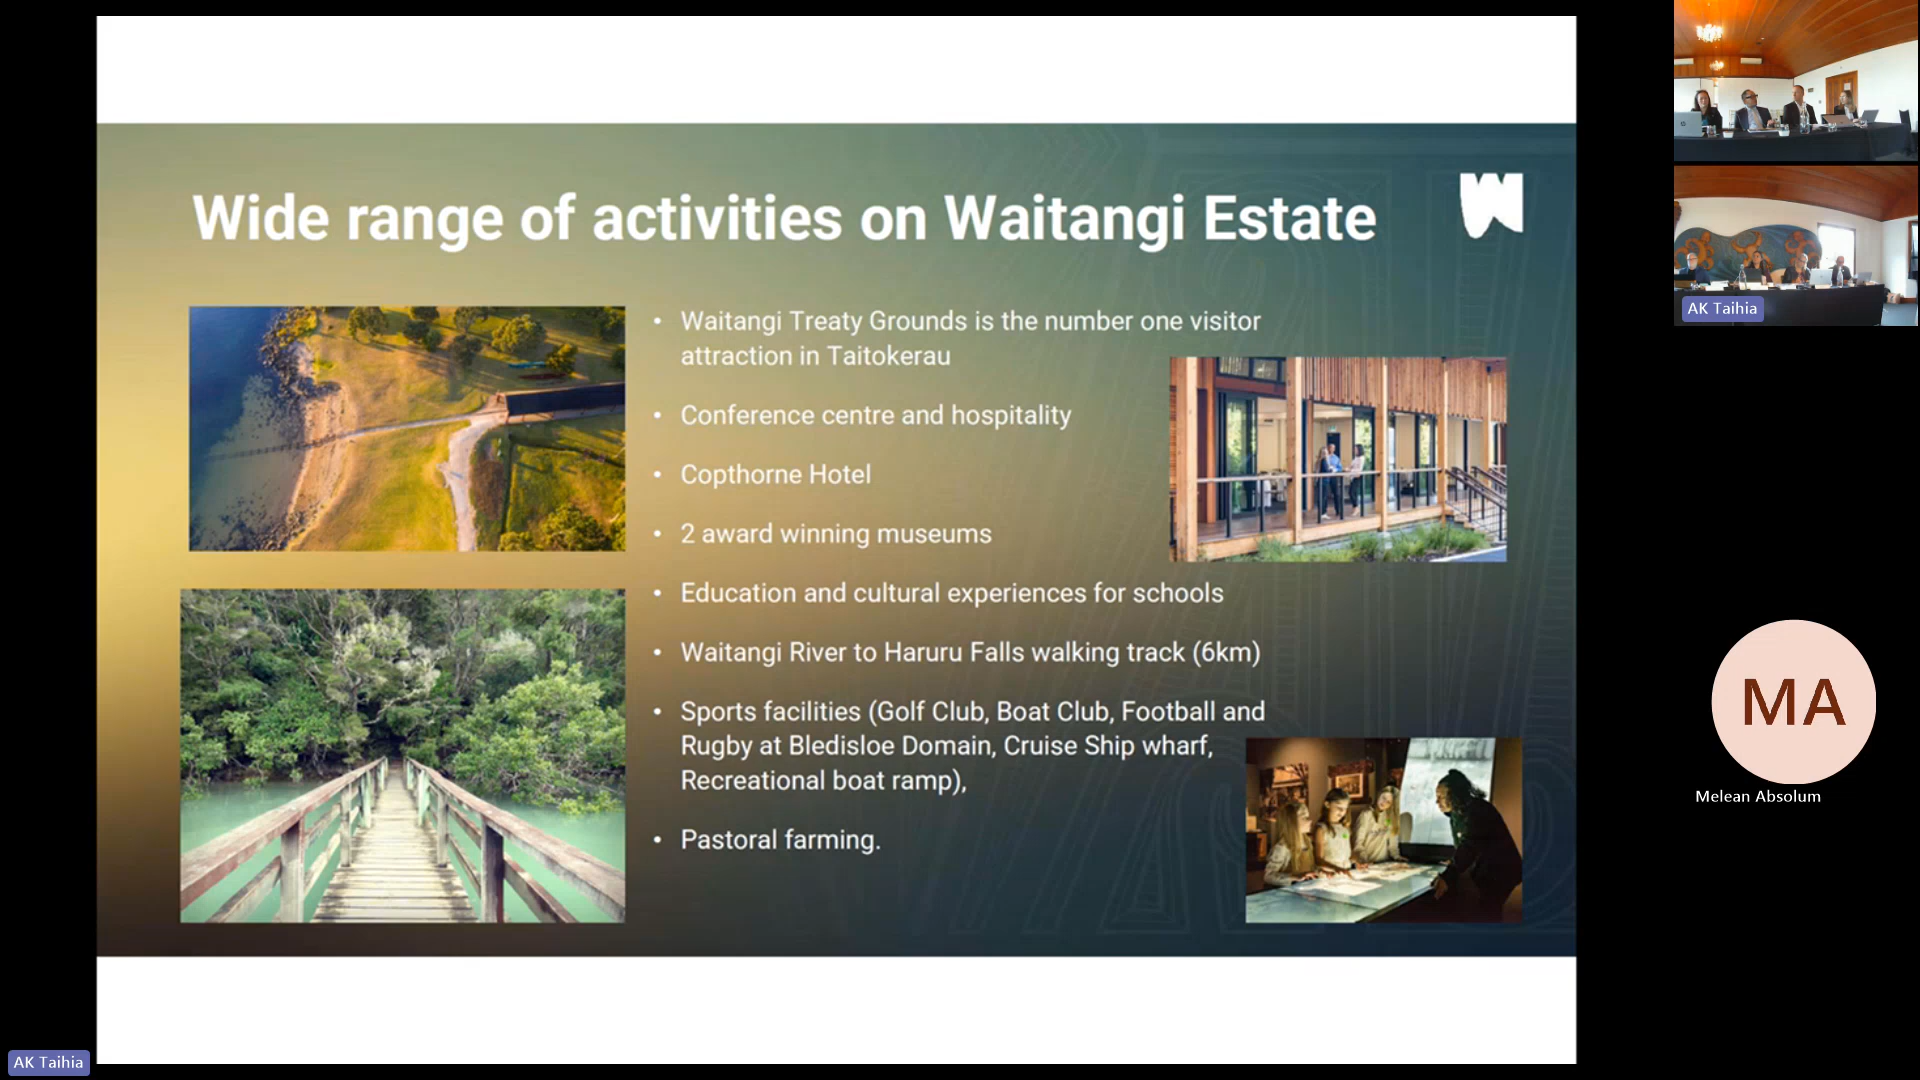 Wide range of activities on Waitangi Estate
• Waitangi Treaty Grounds is the number one visitor
attraction in Taitokerau
• Conference centre and hospitality
• Copthorne Hotel
• 2 award winning museums
• Education and cultural experiences for schools
• Waitangi River to Haruru Falls walking track (6km)
• Sports facilities (Golf Club, Boat Club, Football and
Rugby at Bledisloe Domain, Cruise Ship wharf,
Recreational boat ramp),
• Pastoral farming.
AK Taihia
MA
Melean Absolum
AK Taihia